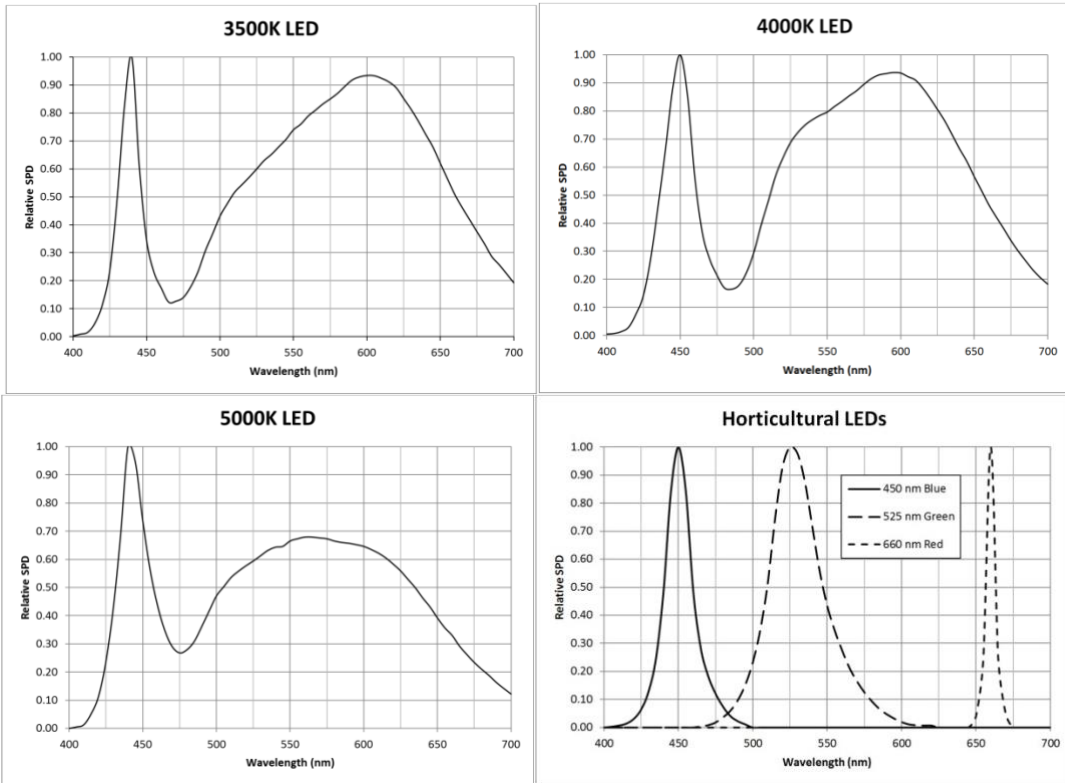 3500K LED
1.00
0.90
0.80
0.70
0.60
0.50
0.40
0.30
0.20
0.10
0.00
Relative SPD
400 450 500 550 600 650 700
Wavelength (nm)
4000K LED
1.00
0.90
0.80
0.70
0.60
0.50
0.40
0.30
0.20
0.10
0.00
Relative SPD
400 450 500 550 600 650 700
Wavelength (nm)
5000K LED
1.00
0.90
0.80
0.70
0.60
0.50
0.40
0.30
0.20
0.10
0.00
Relative SPD
400 450 500 550 600 650 700
Wavelength (nm)
Horticultural LEDs
1.00
0.90
0.80
0.70
0.60
0.50
0.40
0.30
0.20
0.10
0.00
Relative SPD
450 nm Blue
525 nm Green
660 nm Red
400 450 500 550 600 650 700
Wavelength (nm)